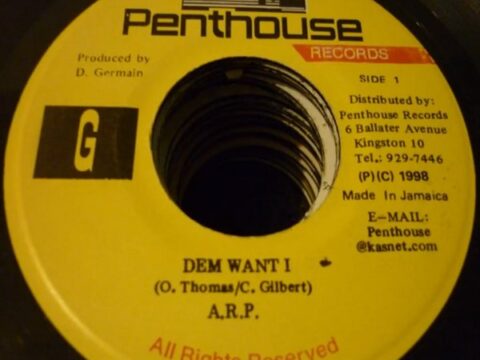 Penthouse
RECORDS
Produced by
D. Germain
SIDE 1
G
Distributed by:
Penthouse Records
6 Ballater Avenue
Kingston 10
Tel.: 929-7446
(P)(C) 1998
Made In Jamaica
E-MAIL:
Penthouse
@kasnet.com
DEM WANT I
(O. Thomas/C. Gilbert)
A.R.P.
All Rights Reserved